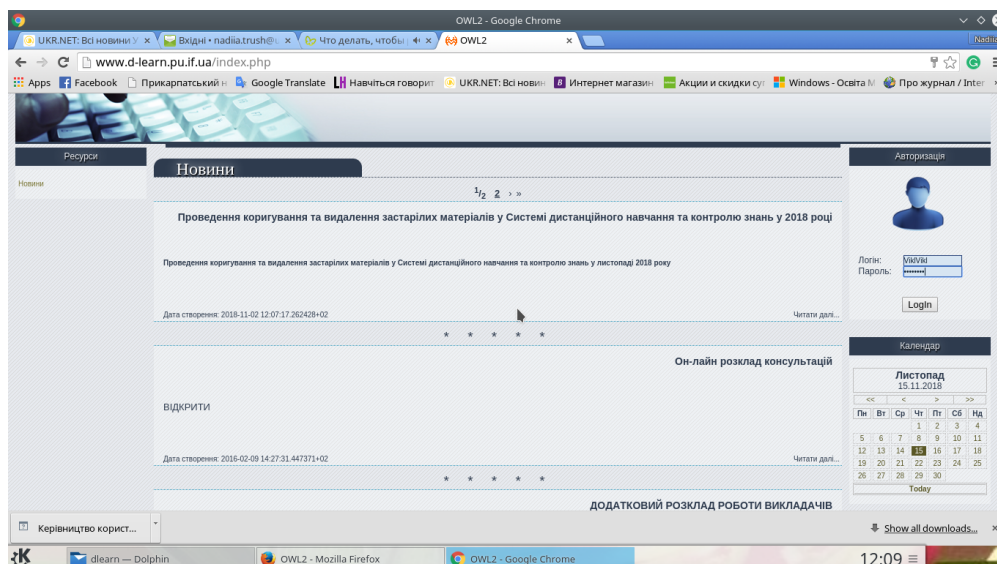 OWL2 - Google Chrome
UKR.NET: Всі новини У
Вхідні • nadiia.trush@u
Что делать, чтобы
OWL2
Nadiia
www.d-learn.pu.if.ua/index.php
Apps
Facebook
Прикарпатський н
Google Translate
Навчіться говорит
UKR.NET: Всі новин
Интернет магазин
Акции и скидки суп
Windows - Освіта М
Про журнал / Inter
Ресурси
Новини
Новини
1/2 2 › »
Проведення коригування та видалення застарілих матеріалів у Системі дистанційного навчання та контролю знань у 2018 році
Проведення коригування та видалення застарілих матеріалів у Системі дистанційного навчання та контролю знань у листопаді 2018 року
Дата створення: 2018-11-02 12:07:17.262428+02
Читати далі...
* * * * *
Он-лайн розклад консультацій
ВІДКРИТИ
Дата створення: 2016-02-09 14:27:31.447371+02
Читати далі...
* * * * *
ДОДАТКОВИЙ РОЗКЛАД РОБОТИ ВИКЛАДАЧІВ
Авторизація
Логін: ViklVikl
Пароль: ••••••••
LogIn
Календар
Листопад
15.11.2018
<< < > >>
Пн Вт Ср Чт Пт Сб Нд
1 2 3 4
5 6 7 8 9 10 11
12 13 14 15 16 17 18
19 20 21 22 23 24 25
26 27 28 29 30
Today
Керівництво корист...
Show all downloads...
dlearn — Dolphin
OWL2 - Mozilla Firefox
OWL2 - Google Chrome
12:09